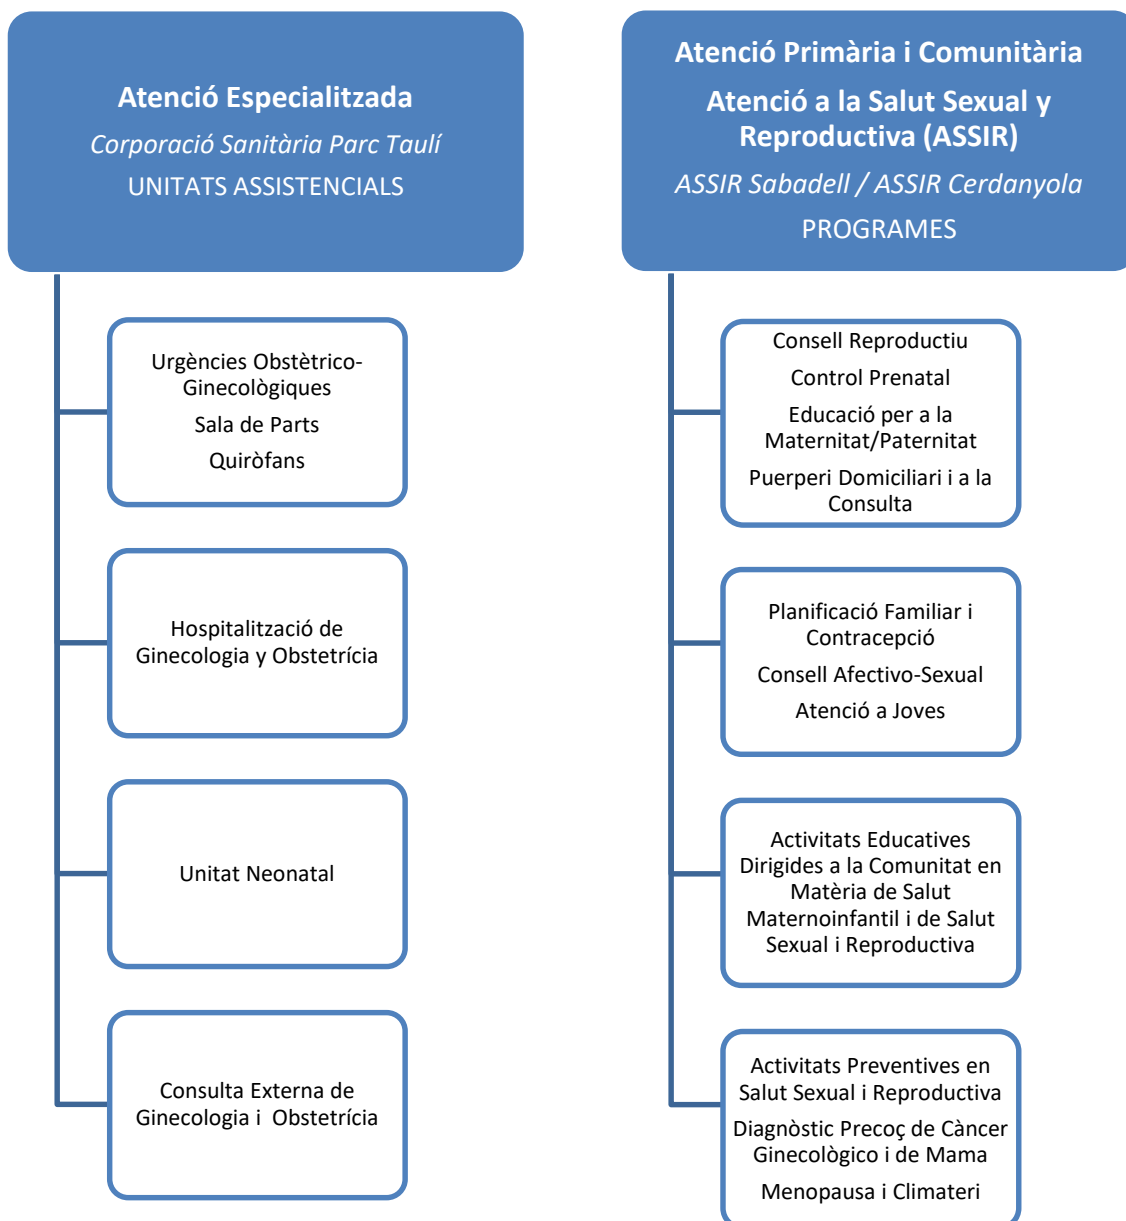 Atenció Especialitzada
Corporació Sanitària Parc Taulí
UNITATS ASSISTENCIALS
Urgències Obstètrico-
Ginecològiques
Sala de Parts
Quiròfans
Hospitalització de
Ginecologia y Obstetrícia
Unitat Neonatal
Consulta Externa de
Ginecologia i  Obstetrícia
Atenció Primària i Comunitària
Atenció a la Salut Sexual y
Reproductiva (ASSIR)
ASSIR Sabadell / ASSIR Cerdanyola
PROGRAMES
Consell Reproductiu
Control Prenatal
Educació per a la
Maternitat/Paternitat
Puerperi Domiciliari i a la
Consulta
Planificació Familiar i
Contracepció
Consell Afectivo-Sexual
Atenció a Joves
Activitats Educatives
Dirigides a la Comunitat en
Matèria de Salut
Maternoinfantil i de Salut
Sexual i Reproductiva
Activitats Preventives en
Salut Sexual i Reproductiva
Diagnòstic Precoç de Càncer
Ginecològico i de Mama
Menopausa i Climateri